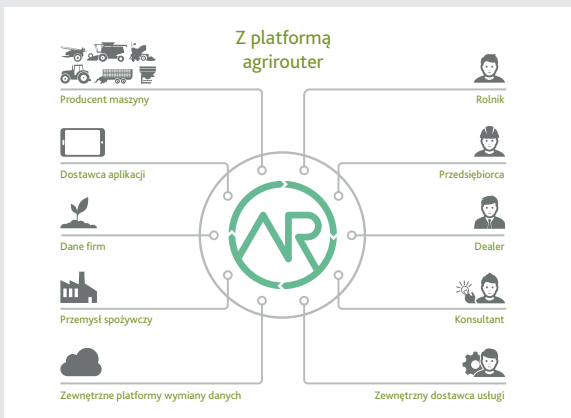 Z platformą
agrirouter
Producent maszyny
Rolnik
Dostawca aplikacji
Przedsiębiorca
AR
Dane firm
Dealer
Przemysł spożywczy
Konsultant
Zewnętrzne platformy wymiany danych
Zewnętrzny dostawca usługi